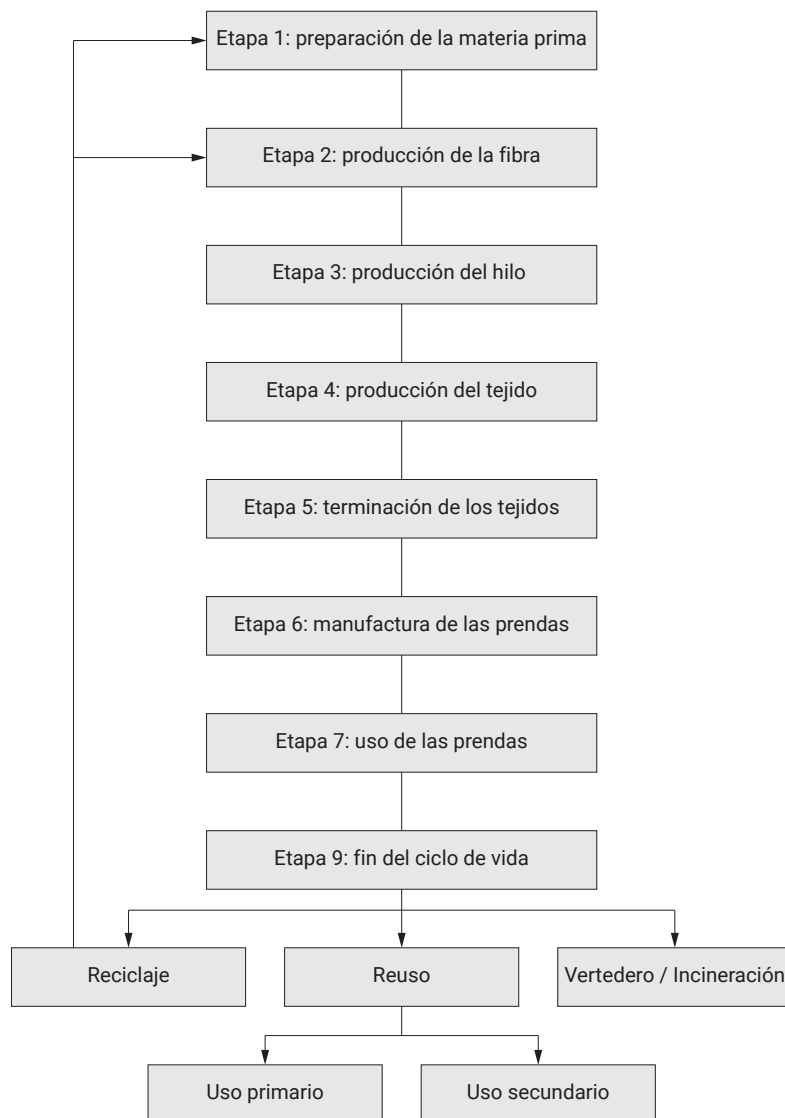 Etapa 1: preparación de la materia prima
Etapa 2: producción de la fibra
Etapa 3: producción del hilo
Etapa 4: producción del tejido
Etapa 5: terminación de los tejidos
Etapa 6: manufactura de las prendas
Etapa 7: uso de las prendas
Etapa 9: fin del ciclo de vida
Reciclaje
Reuso
Vertedero / Incineración
Uso primario
Uso secundario